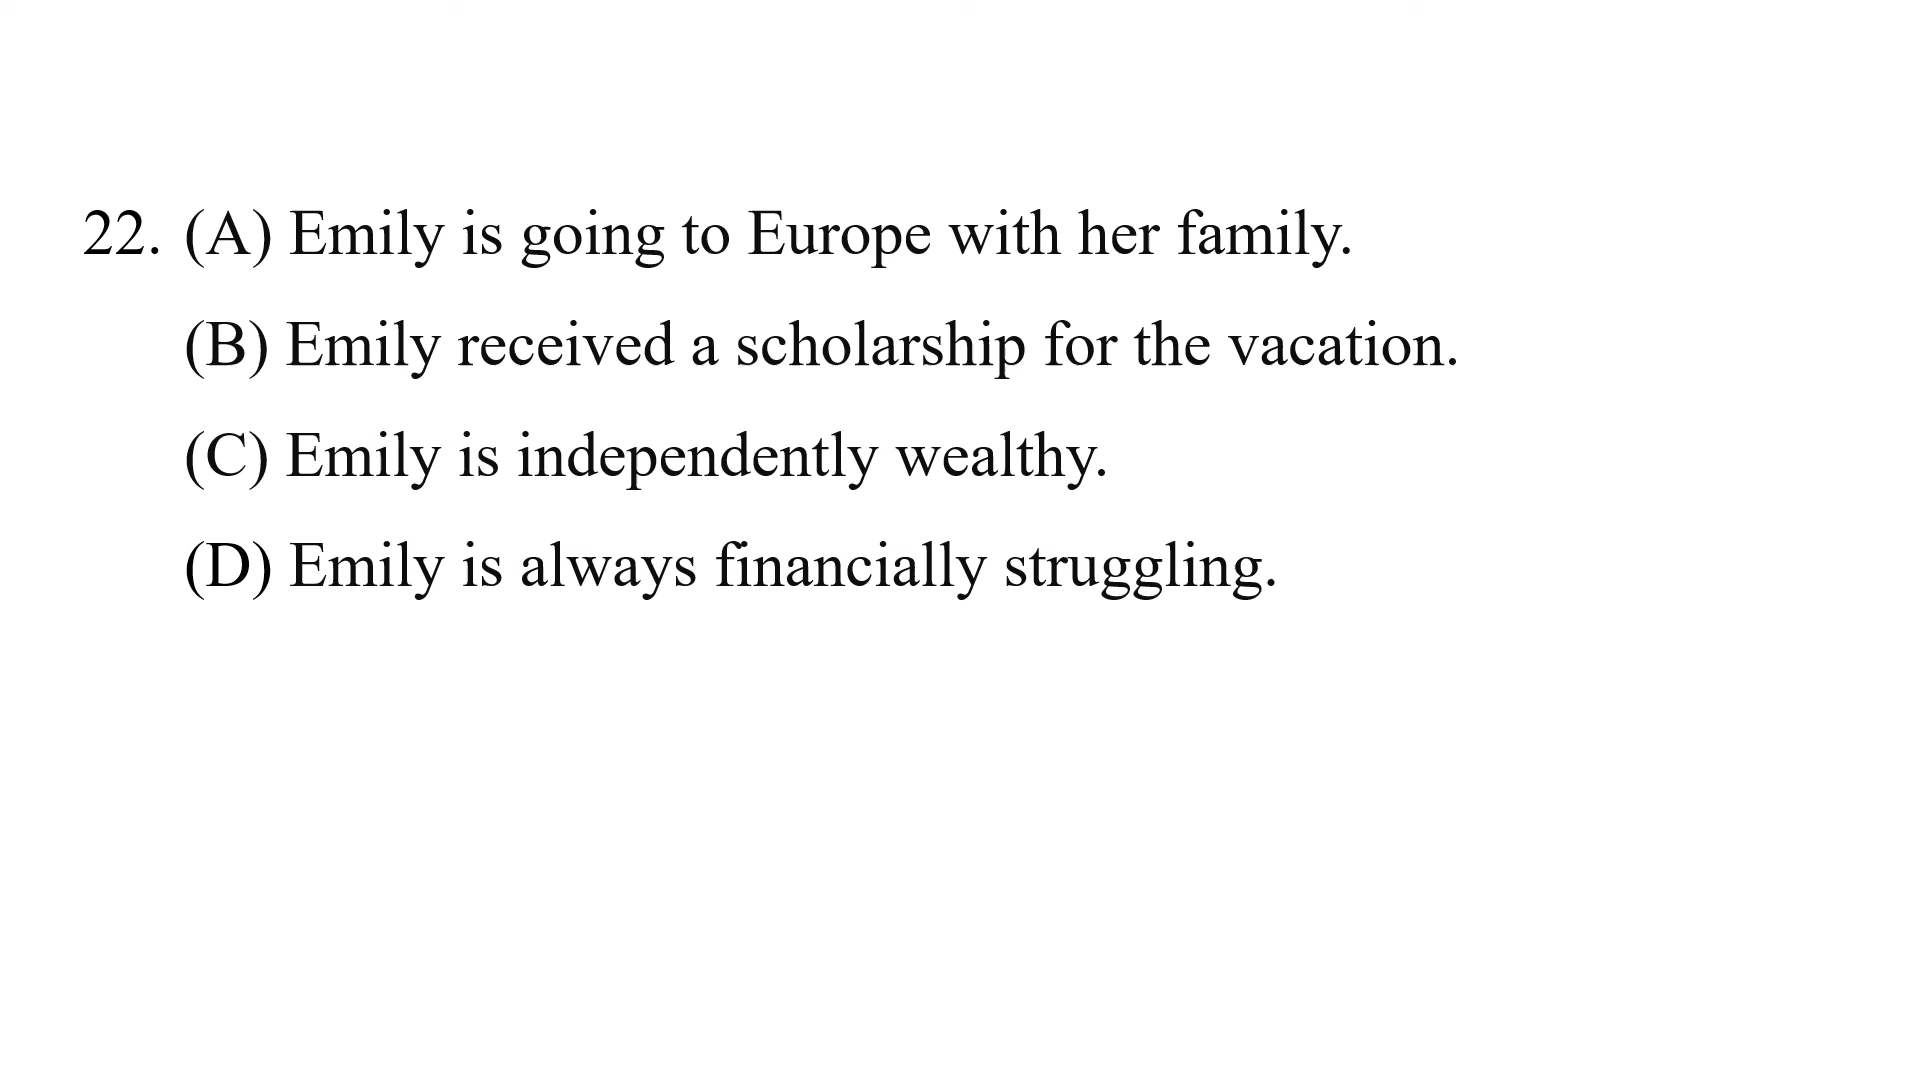 22. (A) Emily is going to Europe with her family.
(B) Emily received a scholarship for the vacation.
(C) Emily is independently wealthy.
(D) Emily is always financially struggling.